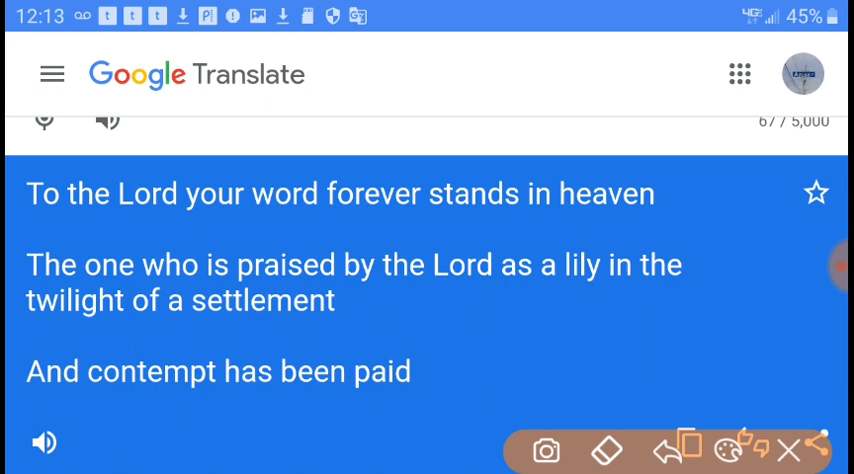 12:13
45%
Google Translate
67 / 5,000
To the Lord your word forever stands in heaven
The one who is praised by the Lord as a lily in the
twilight of a settlement
And contempt has been paid